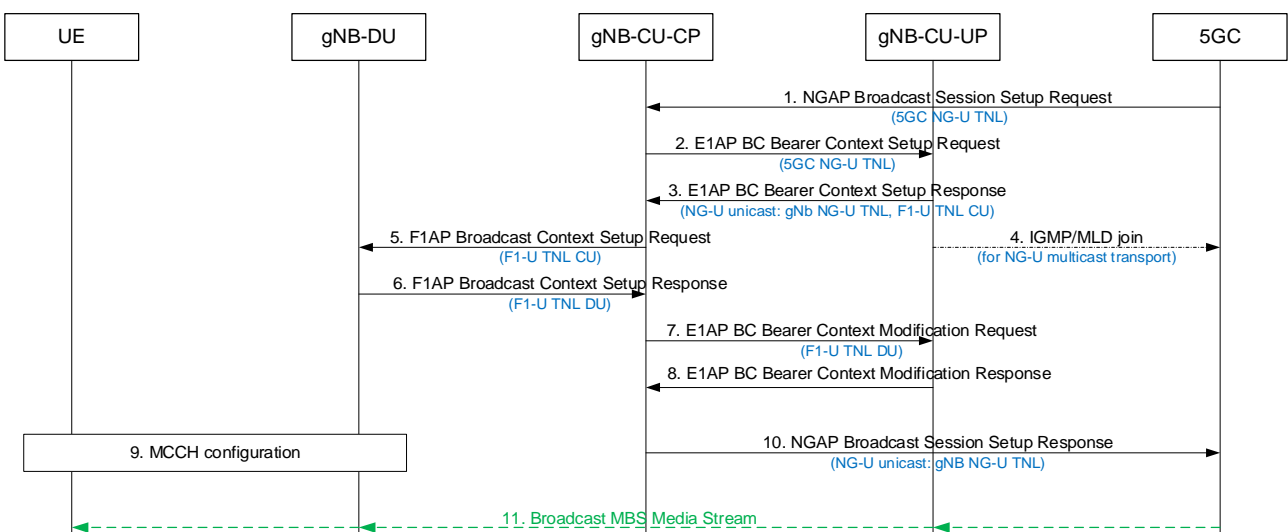 UE
gNB-DU
gNB-CU-CP
gNB-CU-UP
5GC
1. NGAP Broadcast Session Setup Request
(5GC NG-U TNL)
2. E1AP BC Bearer Context Setup Request
(5GC NG-U TNL)
3. E1AP BC Bearer Context Setup Response
(NG-U unicast: gNb NG-U TNL, F1-U TNL CU)
5. F1AP Broadcast Context Setup Request
(F1-U TNL CU)
4. IGMP/MLD join
(for NG-U multicast transport)
6. F1AP Broadcast Context Setup Response
(F1-U TNL DU)
7. E1AP BC Bearer Context Modification Request
(F1-U TNL DU)
8. E1AP BC Bearer Context Modification Response
9. MCCH configuration
10. NGAP Broadcast Session Setup Response
(NG-U unicast: gNB NG-U TNL)
11. Broadcast MBS Media Stream